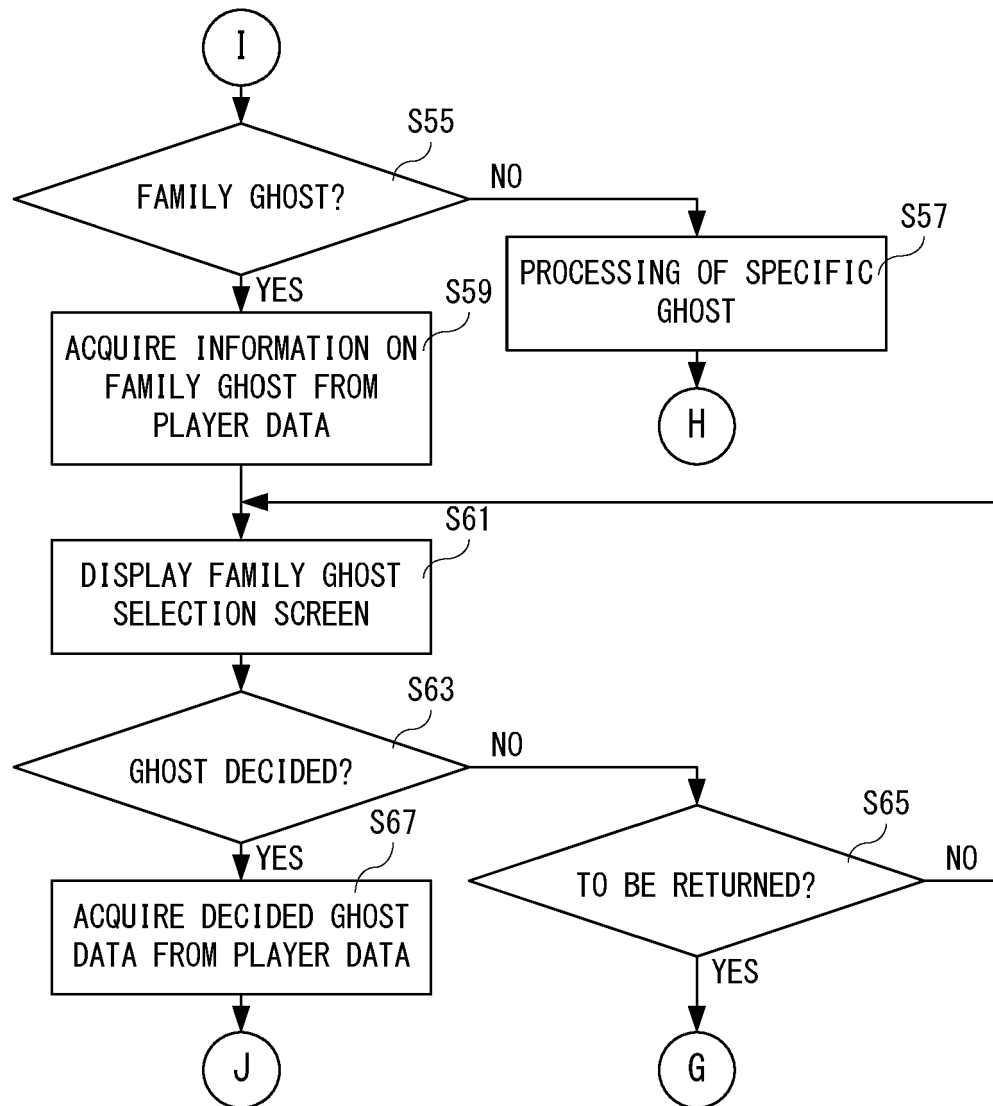 I
S55
FAMILY GHOST?
NO
S57
PROCESSING OF SPECIFIC
GHOST
H
YES
S59
ACQUIRE INFORMATION ON
FAMILY GHOST FROM
PLAYER DATA
S61
DISPLAY FAMILY GHOST
SELECTION SCREEN
S63
GHOST DECIDED?
NO
S65
TO BE RETURNED?
NO
YES
S67
ACQUIRE DECIDED GHOST
DATA FROM PLAYER DATA
YES
J
G